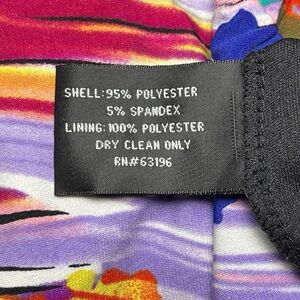 SHELL:95% POLYESTER
5% SPANDEX
LINING:100% POLYESTER
DRY CLEAN ONLY
RN#63196